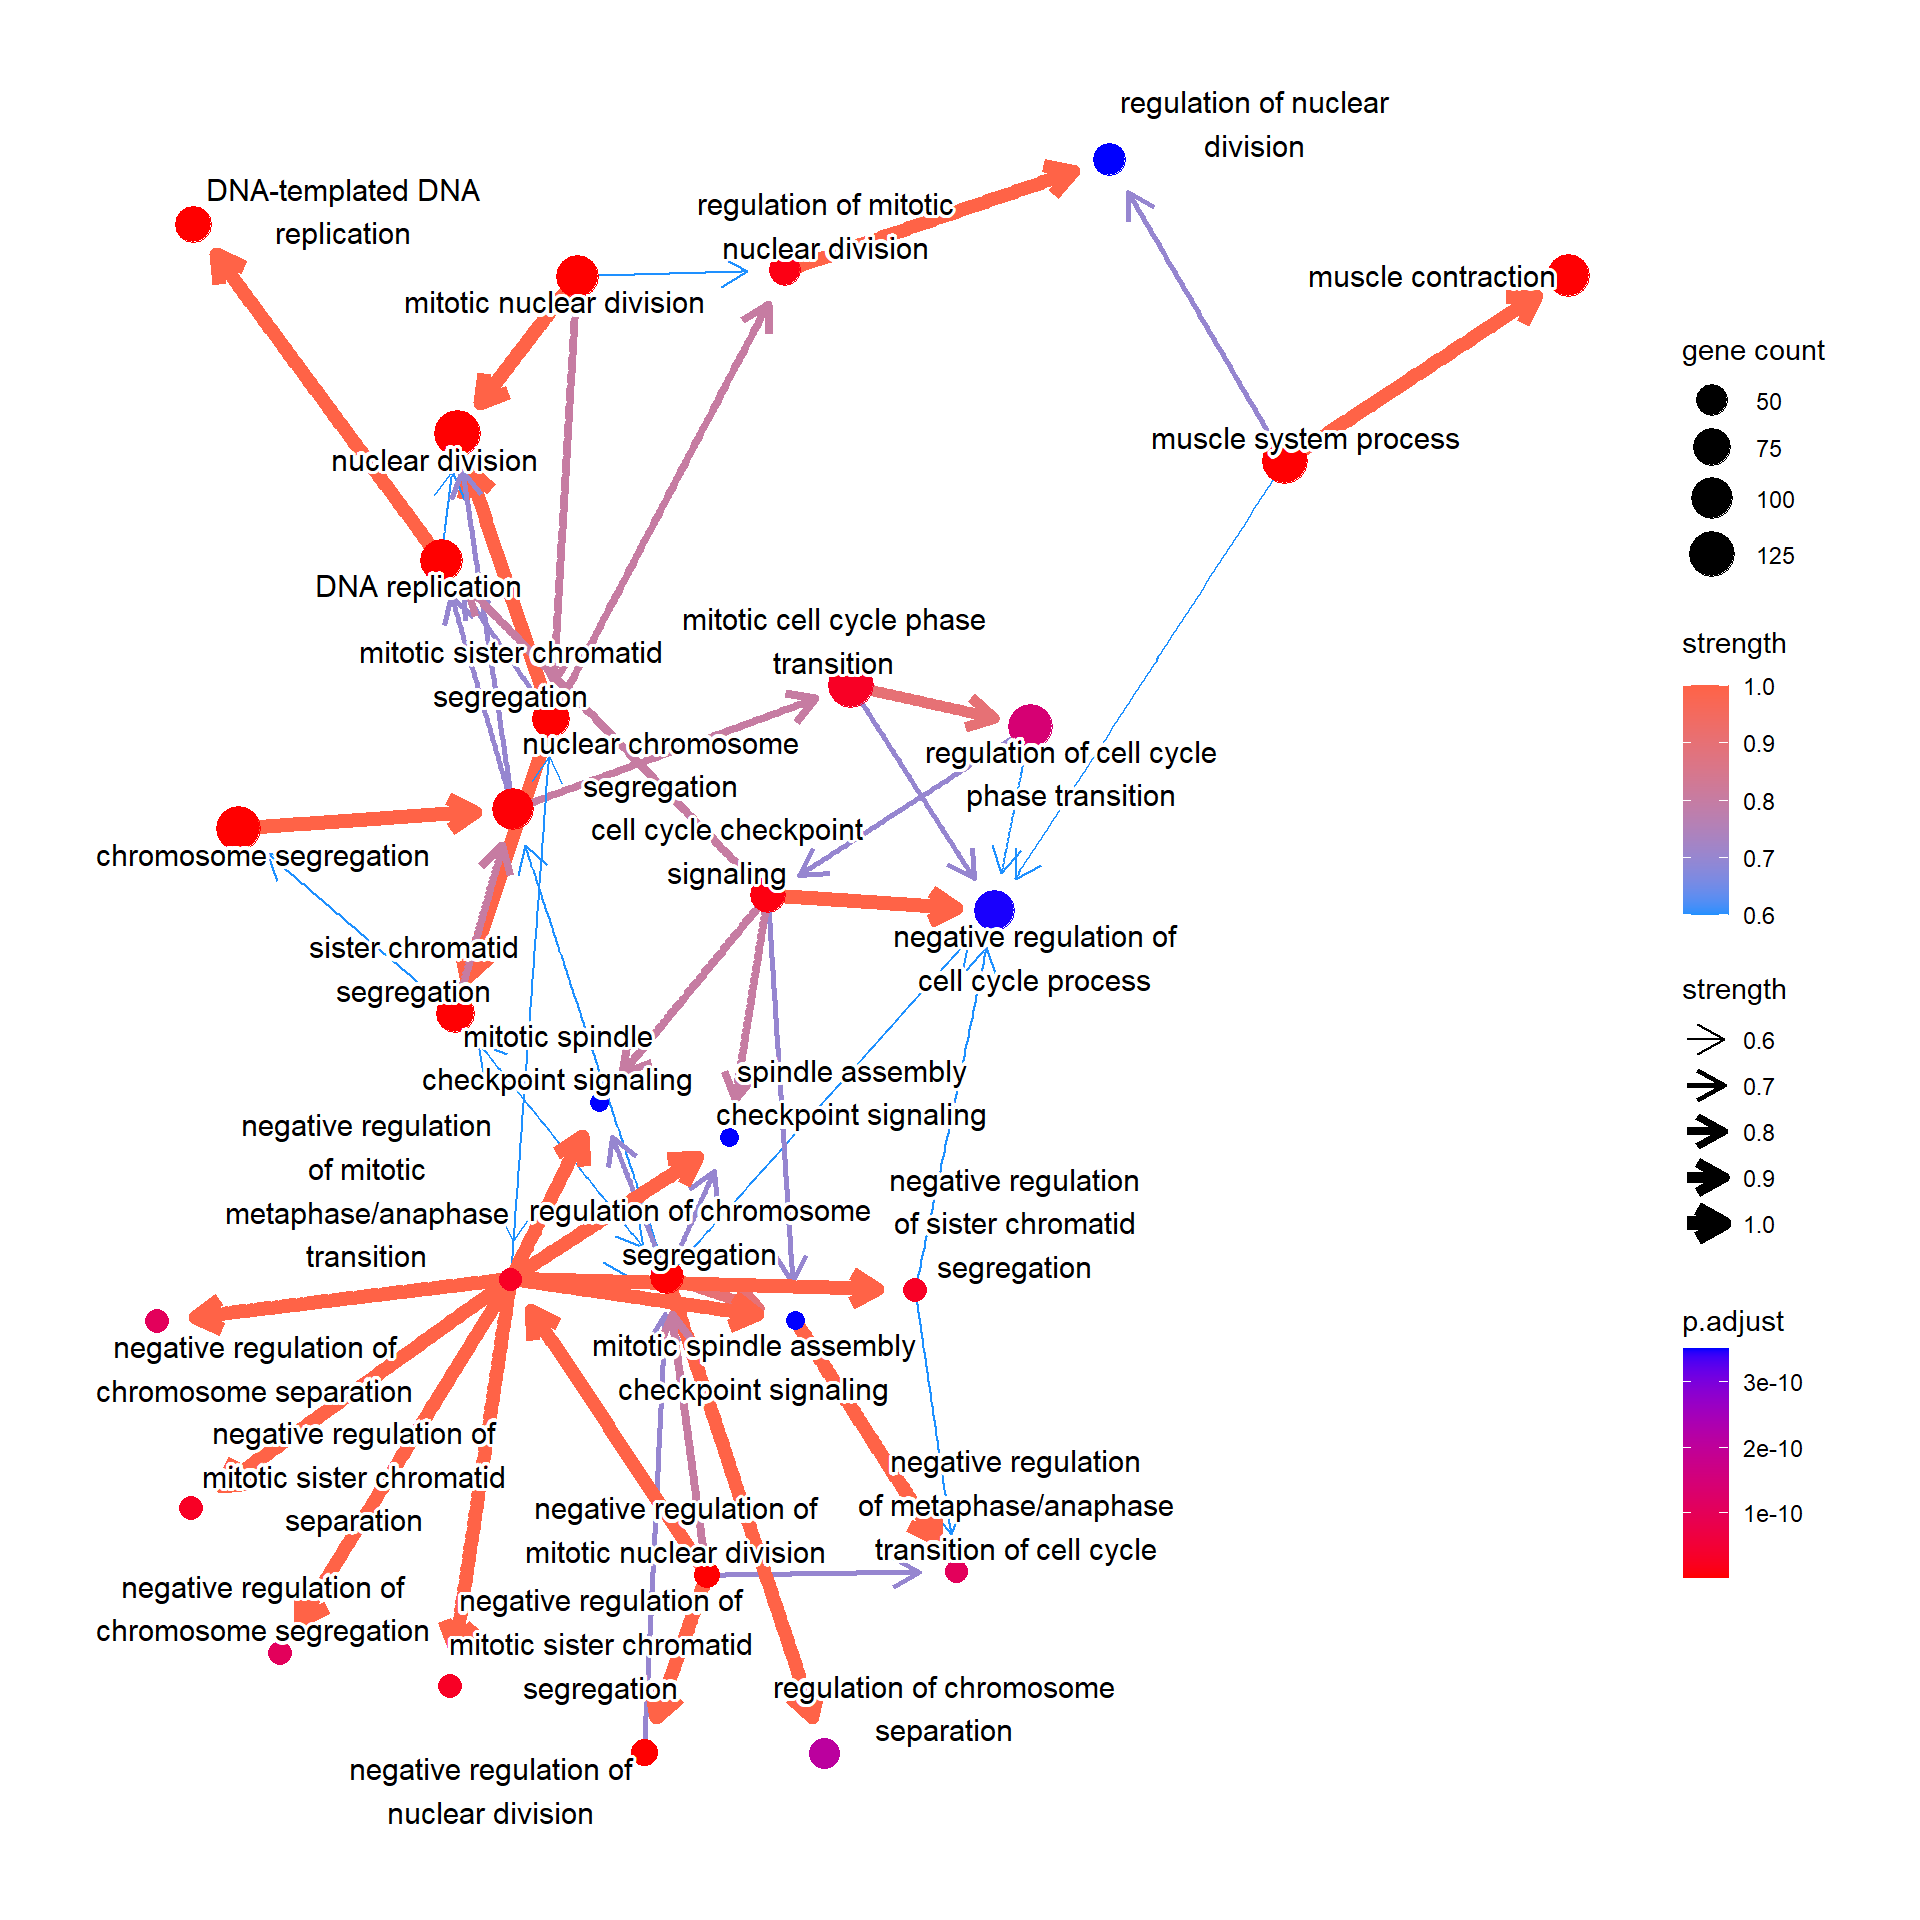 regulation of nuclear
division
DNA-templated DNA
replication
regulation of mitotic
nuclear division
mitotic nuclear division
muscle contraction
nuclear division
muscle system process
DNA replication
mitotic sister chromatid
segregation
mitotic cell cycle phase
transition
nuclear chromosome
segregation
regulation of cell cycle
phase transition
chromosome segregation
cell cycle checkpoint
signaling
sister chromatid
segregation
negative regulation of
cell cycle process
mitotic spindle
checkpoint signaling
spindle assembly
checkpoint signaling
negative regulation
of mitotic
metaphase/anaphase
transition
regulation of chromosome
segregation
negative regulation
of sister chromatid
segregation
negative regulation of
chromosome separation
mitotic spindle assembly
checkpoint signaling
negative regulation of
mitotic sister chromatid
separation
negative regulation of
mitotic nuclear division
negative regulation
of metaphase/anaphase
transition of cell cycle
negative regulation of
chromosome segregation
negative regulation of
mitotic sister chromatid
segregation
regulation of chromosome
separation
negative regulation of
nuclear division
gene count
50
75
100
125
strength
1.0
0.9
0.8
0.7
0.6
strength
0.6
0.7
0.8
0.9
1.0
p.adjust
3e-10
2e-10
1e-10